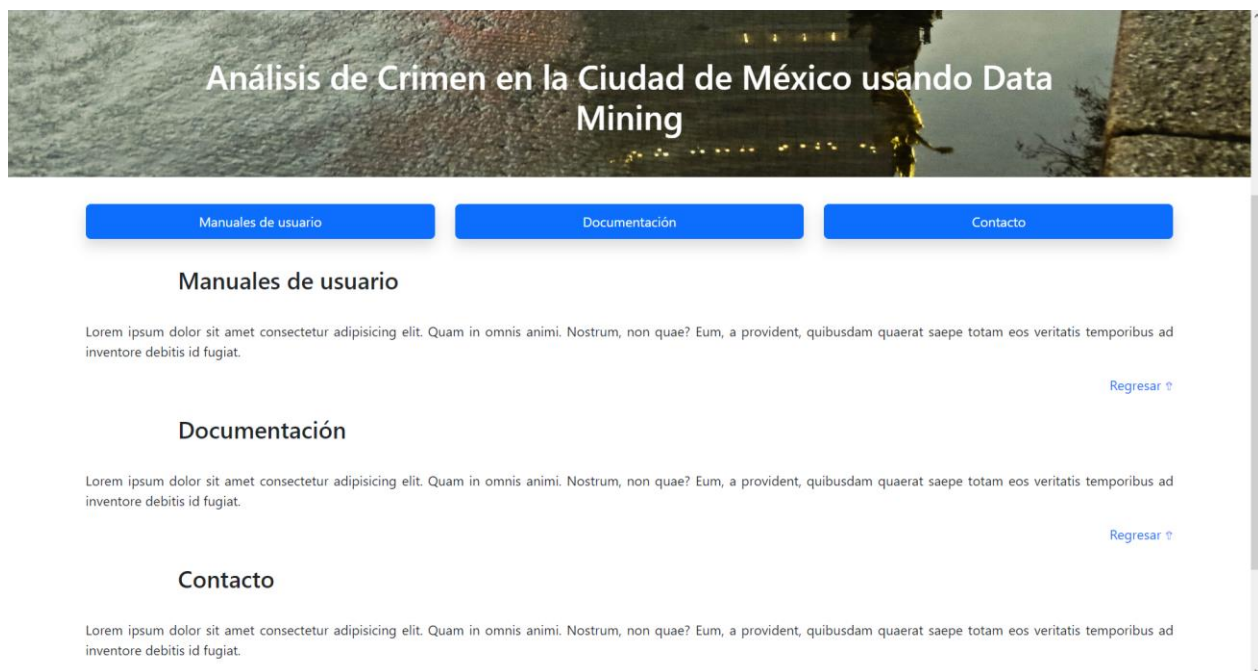 Análisis de Crimen en la Ciudad de México usando Data
Mining
Manuales de usuario
Documentación
Contacto
Manuales de usuario
Lorem ipsum dolor sit amet consectetur adipisicing elit. Quam in omnis animi. Nostrum, non quae? Eum, a provident, quibusdam quaerat saepe totam eos veritatis temporibus ad
inventore debitis id fugiat.
Regresar ⇧
Documentación
Lorem ipsum dolor sit amet consectetur adipisicing elit. Quam in omnis animi. Nostrum, non quae? Eum, a provident, quibusdam quaerat saepe totam eos veritatis temporibus ad
inventore debitis id fugiat.
Regresar ⇧
Contacto
Lorem ipsum dolor sit amet consectetur adipisicing elit. Quam in omnis animi. Nostrum, non quae? Eum, a provident, quibusdam quaerat saepe totam eos veritatis temporibus ad
inventore debitis id fugiat.